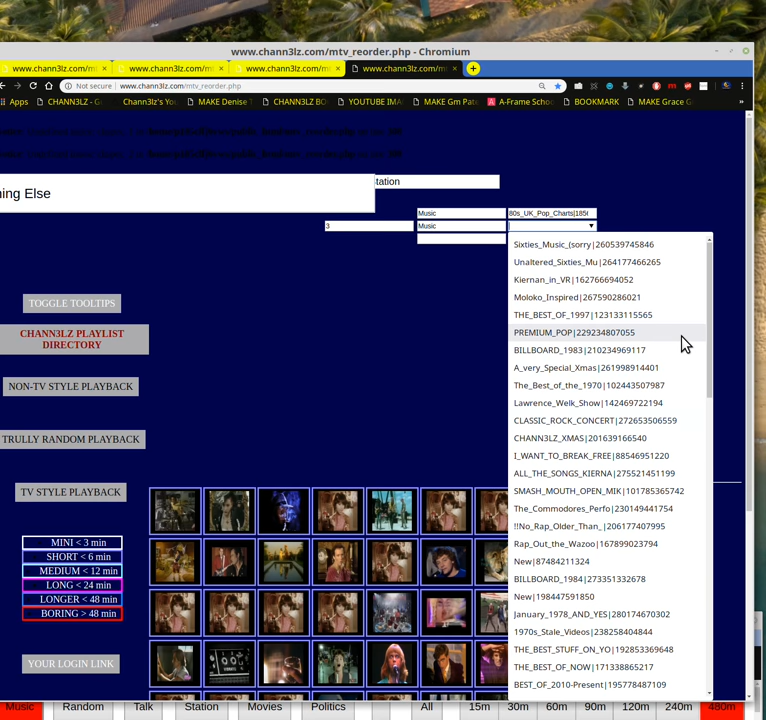 www.chann3lz.com/mtv_reorder.php - Chromium
www.chann3lz.com/m
www.chann3lz.com/m
www.chann3lz.com/m
www.chann3lz.com/mtv_re
Not secure | www.chann3lz.com/mtv_reorder.php
Apps CHANN3LZ - G Chann3lz's You MAKE Denise CHANN3LZ BO YOUTUBE IMA MAKE Gm Pat A-Frame Schoo BOOKMARK MAKE Grace G »
ning Else
tation
Music 80s_UK_Pop_Charts|185
3 Music
Sixties_Music_(sorry|260539745846
Unaltered_Sixties_Mu|264177466265
Kiernan_in_VR|162766694052
Moloko_Inspired|267590286021
THE_BEST_OF_1997|123133115565
PREMIUM_POP|229234807055
BILLBOARD_1983|210234969117
A_very_Special_Xmas|261998914401
The_Best_of_the_1970|102443507987
Lawrence_Welk_Show|142469722194
CLASSIC_ROCK_CONCERT|272653506559
CHANN3LZ_XMAS|201639166540
I_WANT_TO_BREAK_FREE|88546951220
ALL_THE_SONGS_KIERNA|275521451199
SMASH_MOUTH_OPEN_MIK|101785365742
The_Commodores_Perfo|230149441754
!!No_Rap_Older_Than_|206177407995
Rap_Out_the_Wazoo|167899023794
New|87484211324
BILLBOARD_1984|273351332678
New|198447591850
January_1978_AND_YES|280174670302
1970s_Stale_Videos|238258404844
THE_BEST_STUFF_ON_YO|192853369648
THE_BEST_OF_NOW|171338865217
BEST_OF_2010-Present|195778487109
TOGGLE TOOLTIPS
CHANN3LZ PLAYLIST
DIRECTORY
NON-TV STYLE PLAYBACK
TRULLY RANDOM PLAYBACK
TV STYLE PLAYBACK
MINI < 3 min
SHORT < 6 min
MEDIUM < 12 min
LONG < 24 min
LONGER < 48 min
BORING > 48 min
YOUR LOGIN LINK
Music Random Talk Station Movies Politics All 15m 30m 60m 90m 120m 240m 480m